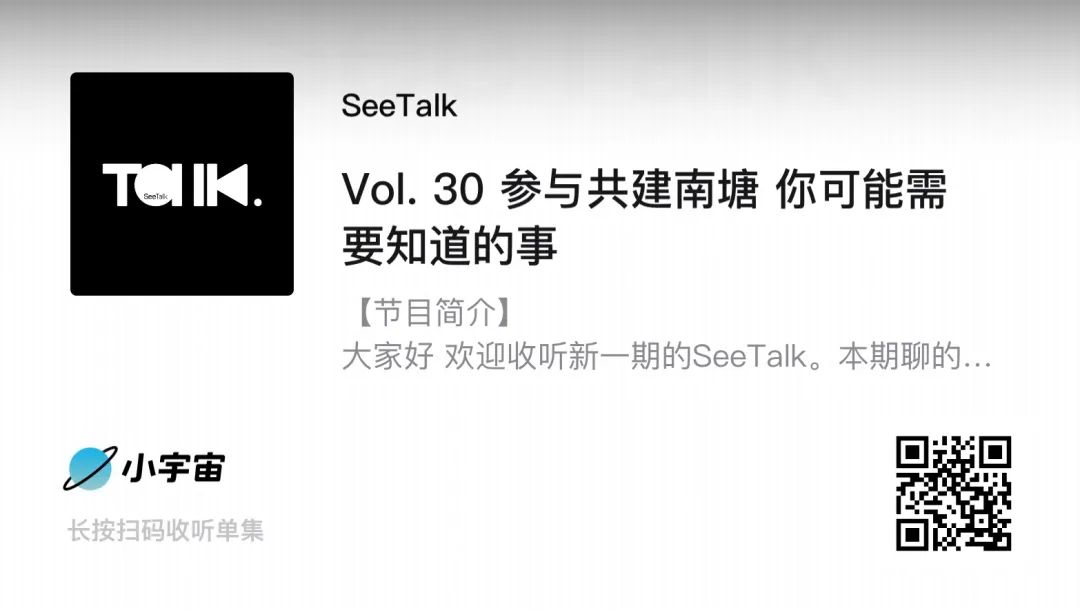 Talk.
SeeTalk
SeeTalk
Vol. 30 参与共建南塘 你可能需
要知道的事
【节目简介】
大家好 欢迎收听新一期的SeeTalk。本期聊的...
小宇宙
长按扫码收听单集